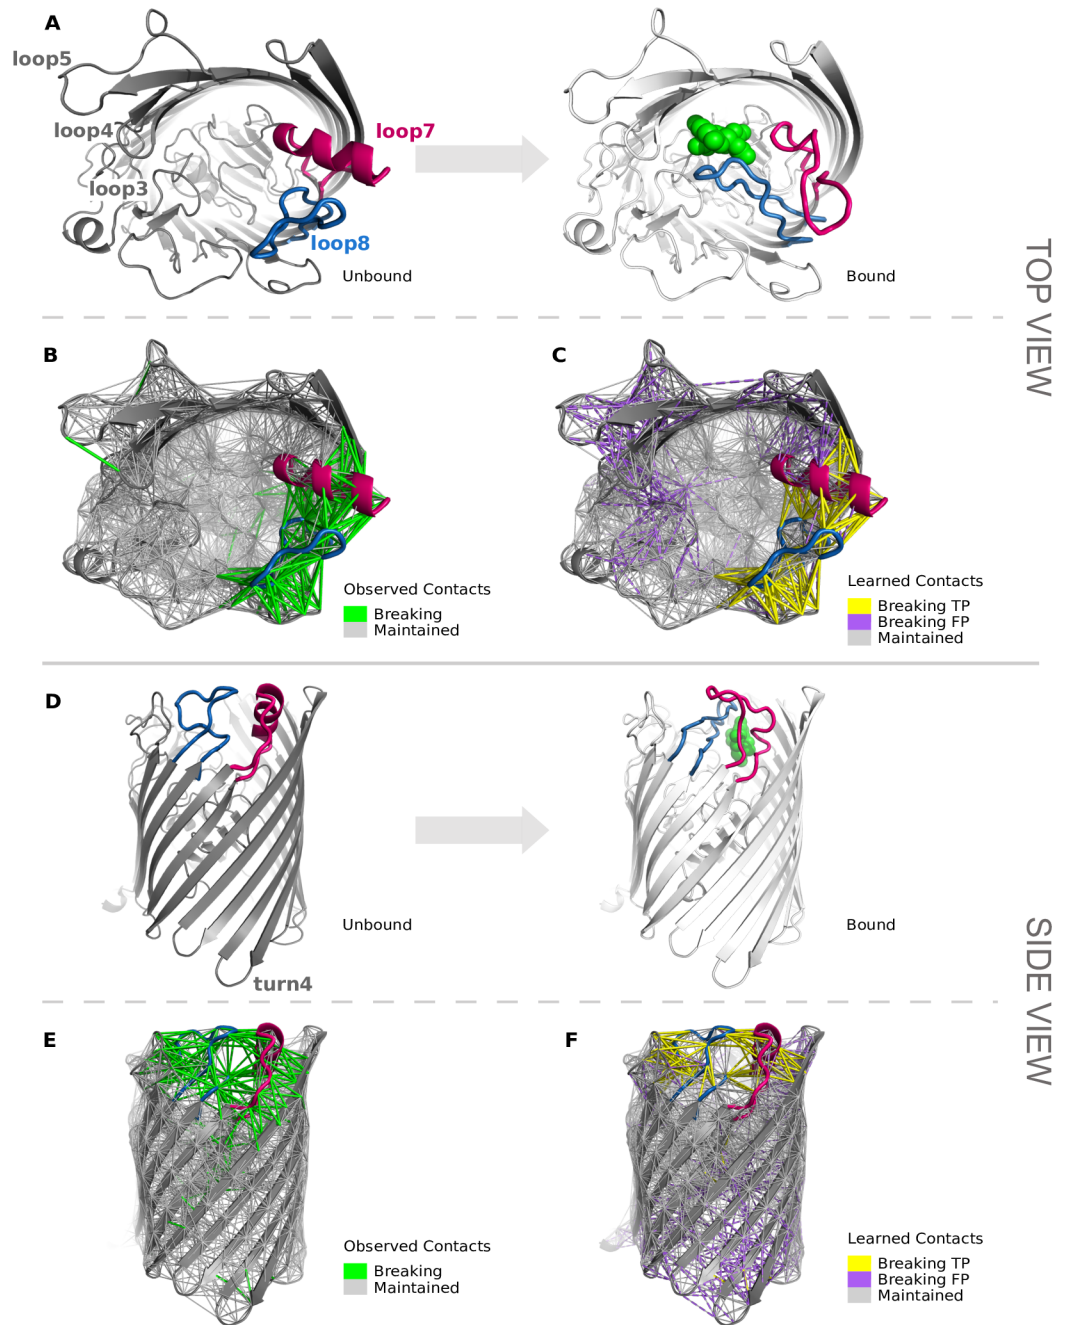 A
loop5
loop4
loop7
loop3
loop8
Unbound
Bound
TOP VIEW
B
C
Observed Contacts
Breaking
Maintained
Learned Contacts
Breaking TP
Breaking FP
Maintained
D
Unbound
Bound
turn4
SIDE VIEW
E
F
Observed Contacts
Breaking
Maintained
Learned Contacts
Breaking TP
Breaking FP
Maintained